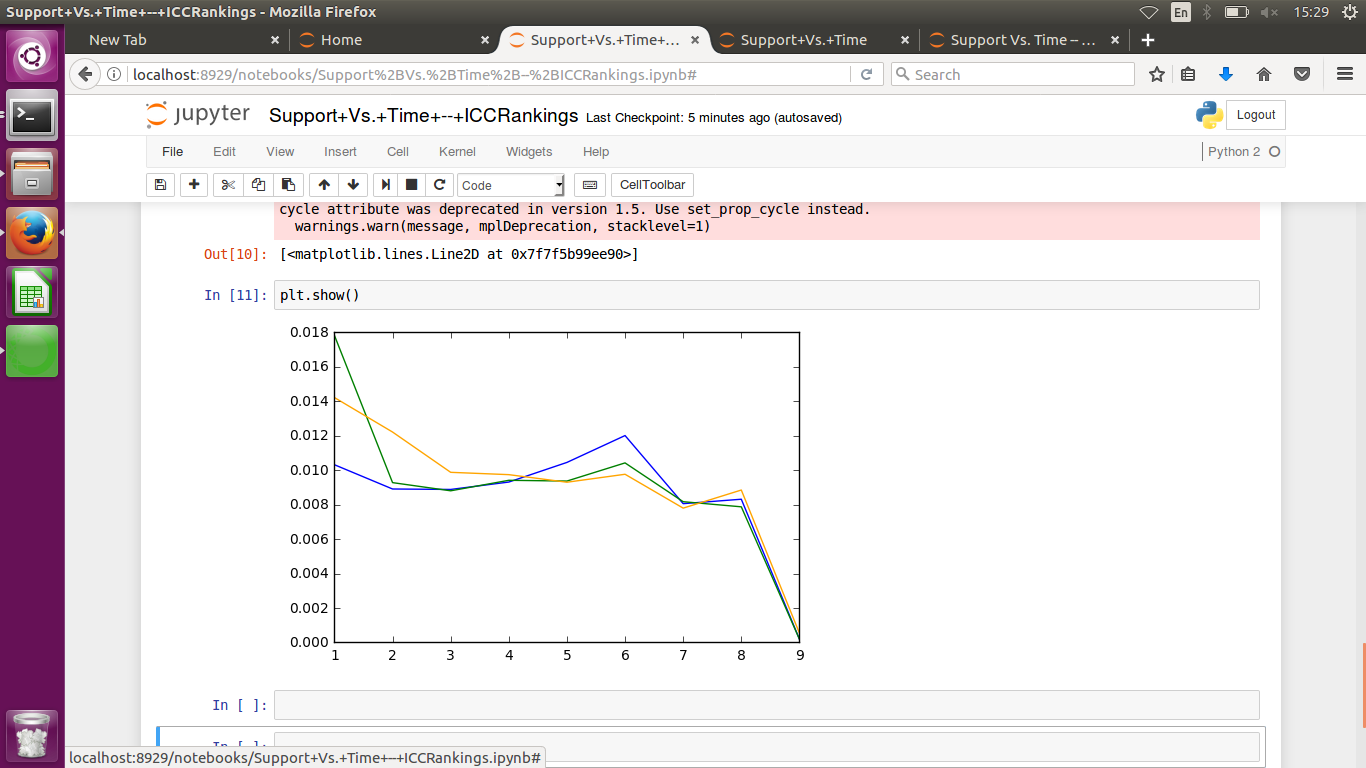 Support+Vs.+Time+--+ICCRankings - Mozilla Firefox
En
15:29
New Tab
Home
Support+Vs.+Time+...
Support+Vs.+Time
Support Vs. Time -- ...
localhost:8929/notebooks/Support%2BVs.%2BTime%2B--%2BICCRankings.ipynb#
Search
jupyter
Support+Vs.+Time+--+ICCRankings
Last Checkpoint: 5 minutes ago (autosaved)
Logout
File
Edit
View
Insert
Cell
Kernel
Widgets
Help
Python 2
Code
CellToolbar
cycle attribute was deprecated in version 1.5. Use set_prop_cycle instead.
warnings.warn(message, mplDeprecation, stacklevel=1)
Out[10]: [<matplotlib.lines.Line2D at 0x7f7f5b99ee90>]
In [11]: plt.show()
0.018
0.016
0.014
0.012
0.010
0.008
0.006
0.004
0.002
0.000
1 2 3 4 5 6 7 8 9
In [ ]:
In [ ]:
localhost:8929/notebooks/Support+Vs.+Time+--+ICCRankings.ipynb#